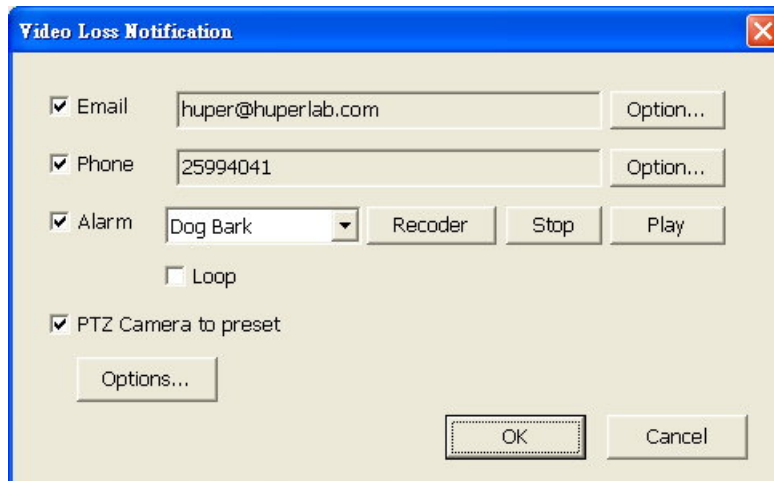 Video Loss Notification
Email huper@huperlab.com Option...
Phone 25994041 Option...
Alarm Dog Bark Recoder Stop Play
Loop
PTZ Camera to preset
Options...
OK Cancel